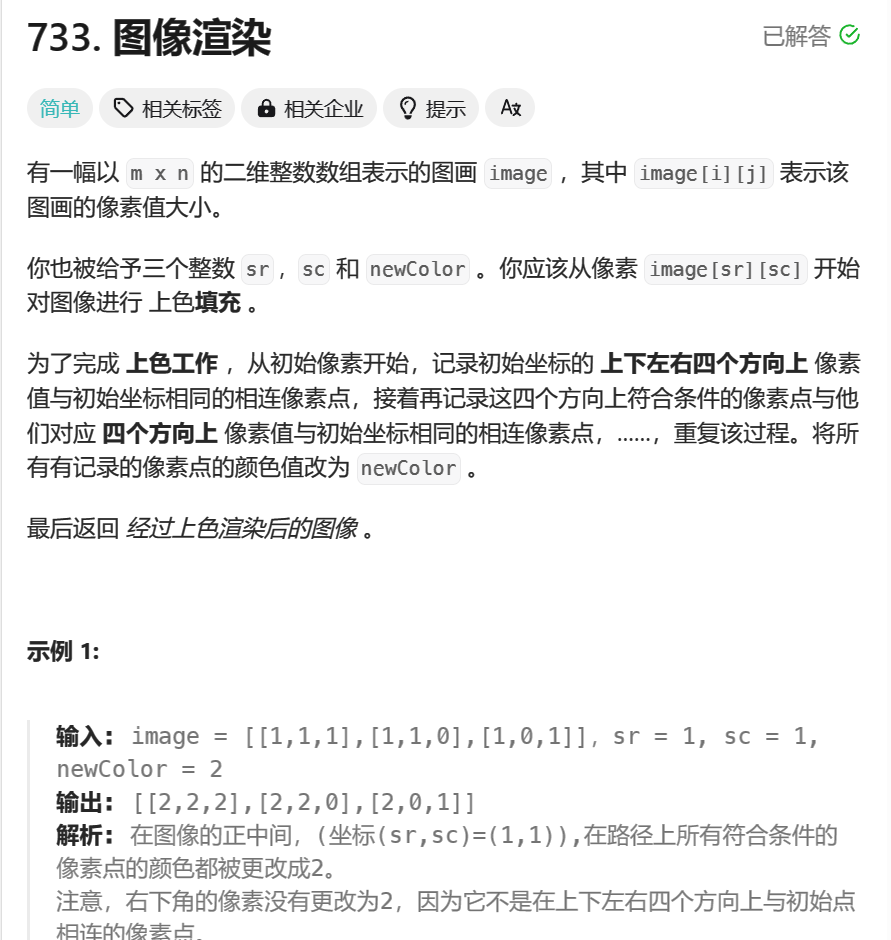 733. 图像渲染
已解答
简单
相关标签
相关企业
提示
有一幅以 m x n 的二维整数数组表示的图画 image ，其中 image[i][j] 表示该
图画的像素值大小。
你也被给予三个整数 sr , sc 和 newColor 。你应该从像素 image[sr][sc] 开始
对图像进行 上色填充 。
为了完成 上色工作 ，从初始像素开始，记录初始坐标的 上下左右四个方向上 像素
值与初始坐标相同的相连像素点，接着再记录这四个方向上符合条件的像素点与他
们对应 四个方向上 像素值与初始坐标相同的相连像素点，……，重复该过程。将所
有有记录的像素点的颜色值改为 newColor 。
最后返回 经过上色渲染后的图像 。
示例 1:
输入： image = [[1,1,1],[1,1,0],[1,0,1]]，sr = 1, sc = 1,
newColor = 2
输出： [[2,2,2],[2,2,0],[2,0,1]]
解析： 在图像的正中间，(坐标(sr,sc)=(1,1)),在路径上所有符合条件的
像素点的颜色都被更改成2。
注意，右下角的像素没有更改为2，因为它不是在上下左右四个方向上与初始点
相连的像素点。